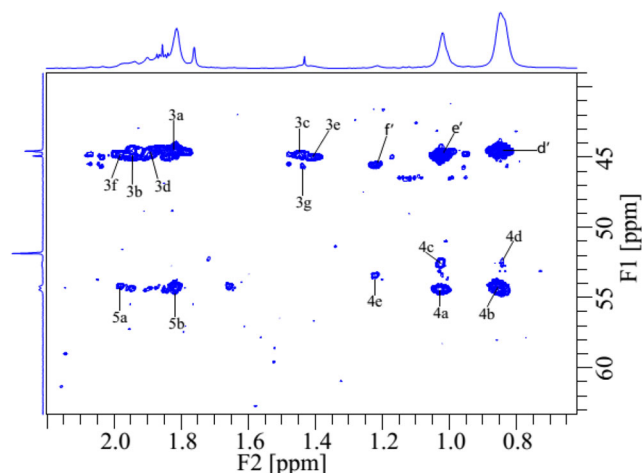 3a
3c
3e
f'
e'
d'
45
3f
3b
3d
3g
50
4c
4d
F1 [ppm]
5a
5b
4e
4a
4b
55
60
2.0
1.8
1.6
1.4
1.2
1.0
0.8
F2 [ppm]